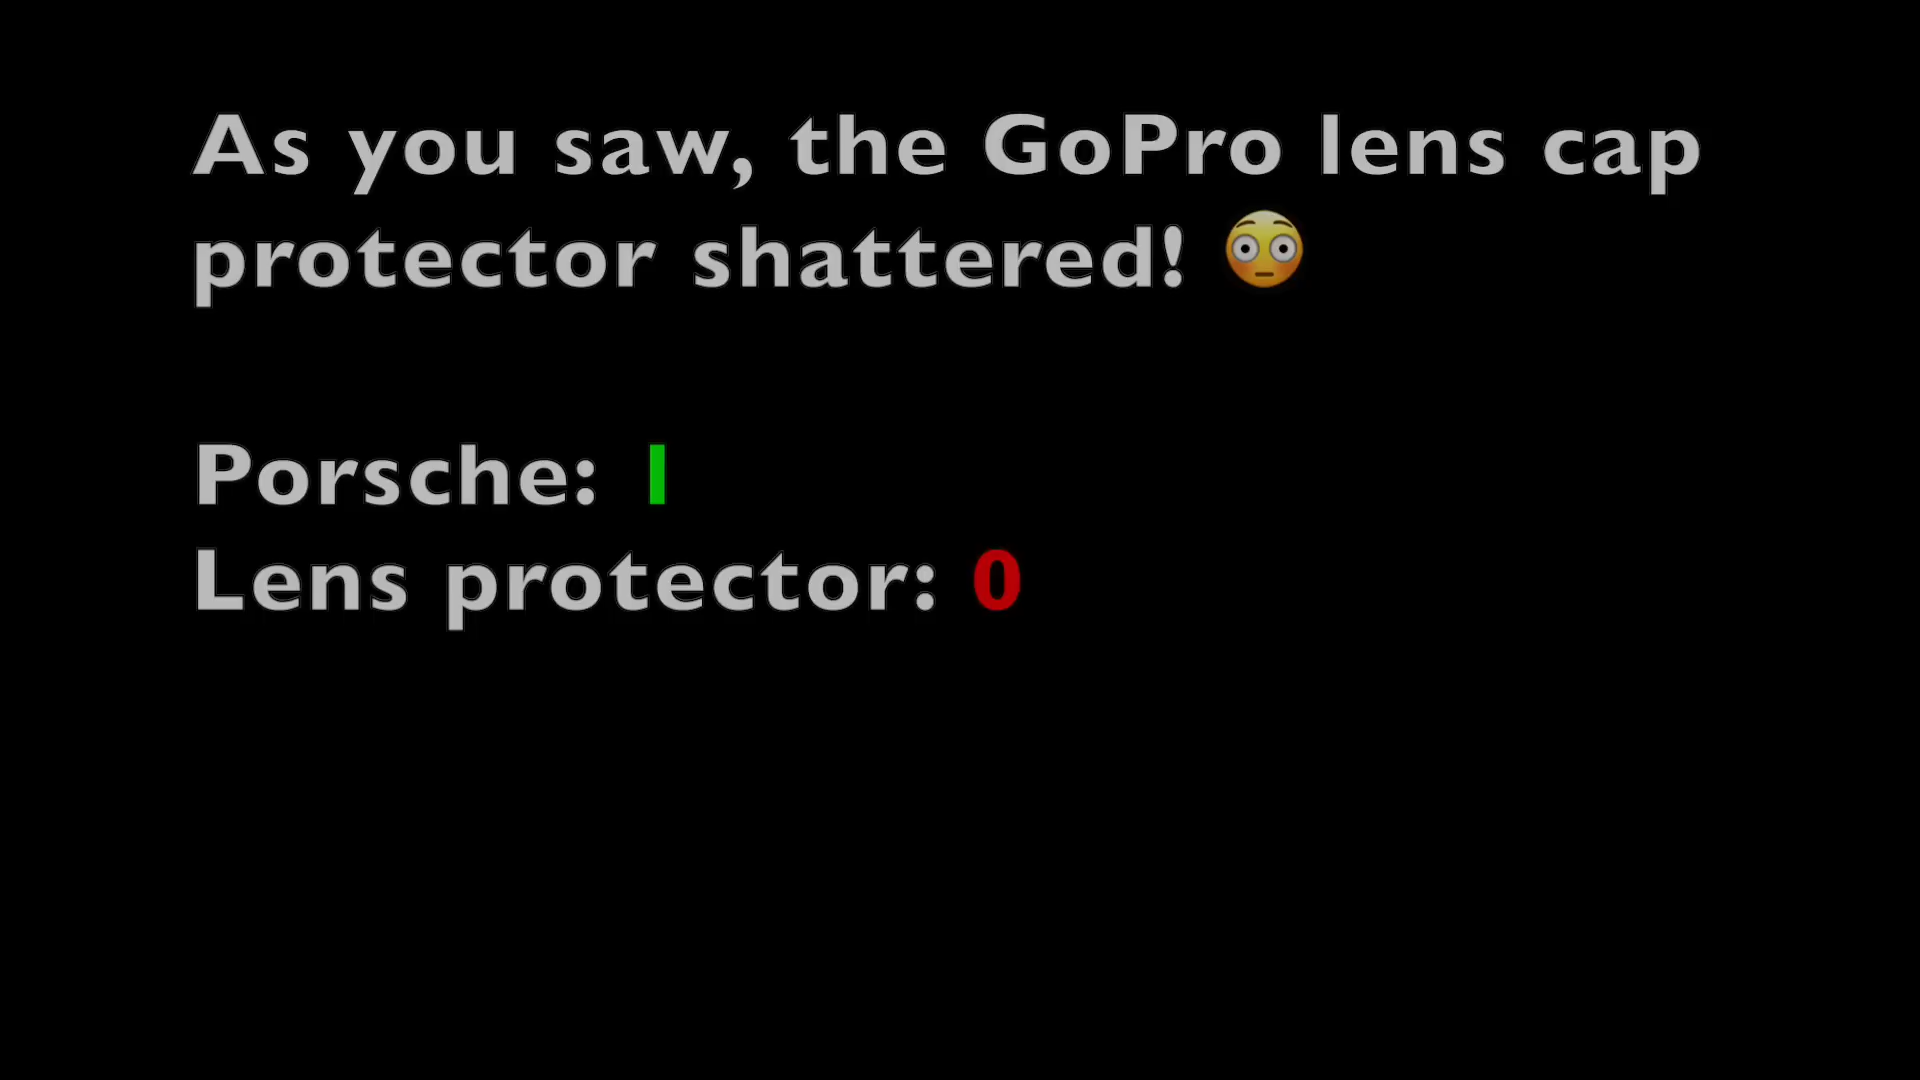 As you saw, the GoPro lens cap
protector shattered! 😳
Porsche: 1
Lens protector: 0